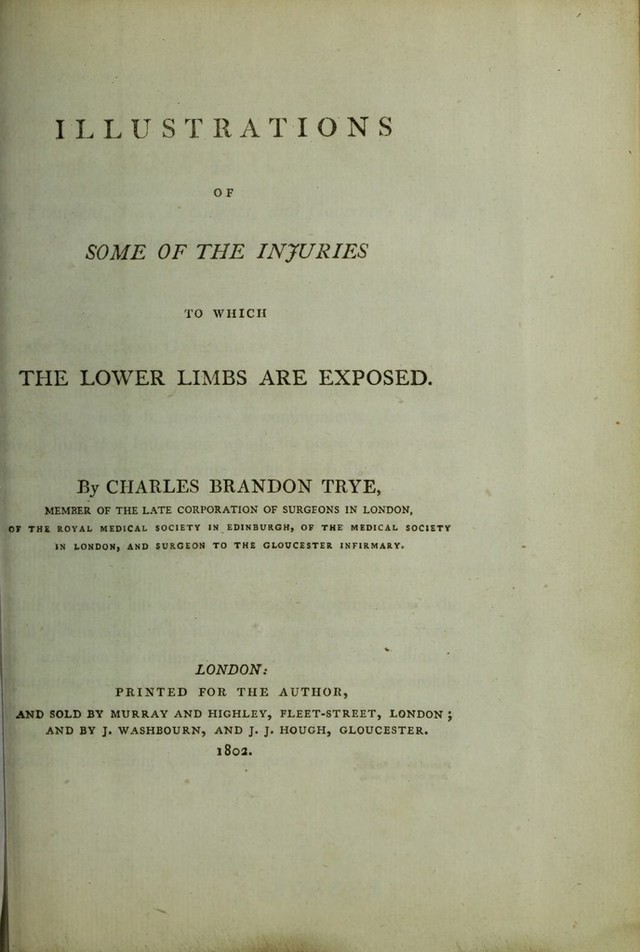 ILLUSTRATIONS
OF
SOME OF THE INJURIES
TO WHICH
THE LOWER LIMBS ARE EXPOSED.
By CHARLES BRANDON TRYE,
MEMBER OF THE LATE CORPORATION OF SURGEONS IN LONDON,
OF THE ROYAL MEDICAL SOCIETY IN EDINBURGH, OF THE MEDICAL SOCIETY
IN LONDON, AND SURGEON TO THE GLOUCESTER INFIRMARY.
LONDON:
PRINTED FOR THE AUTHOR,
AND SOLD BY MURRAY AND HIGHLEY, FLEET-STREET, LONDON;
AND BY J. WASHBOURN, AND J. J. HOUGH, GLOUCESTER.
1802.